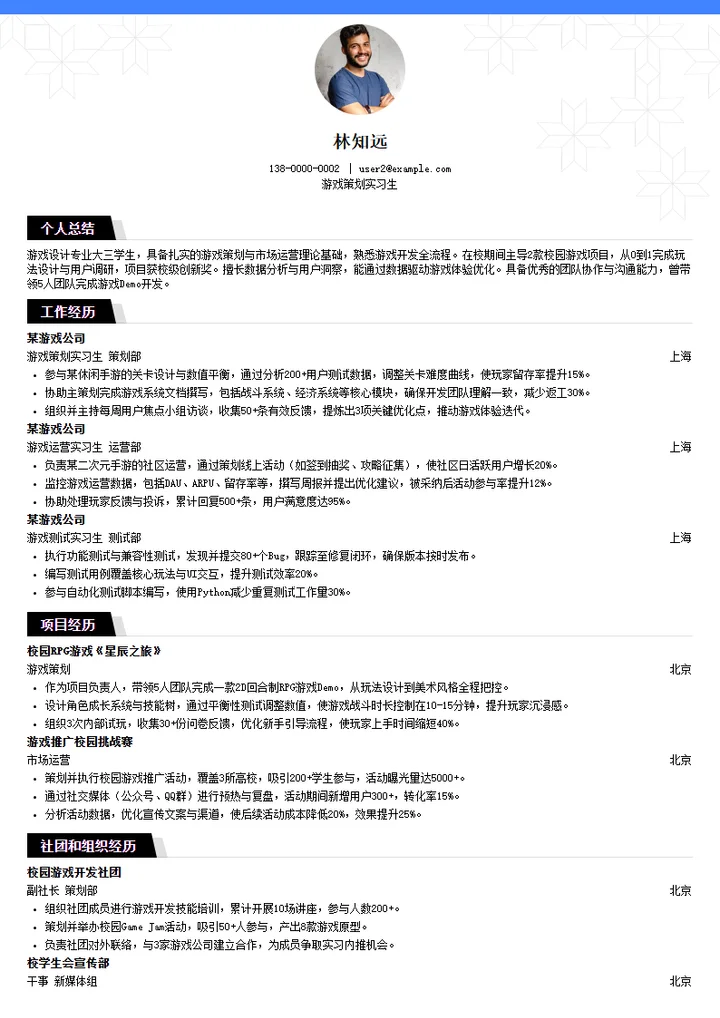 林知远
138-0000-0002 | user2@example.com
游戏策划实习生
个人总结
游戏设计专业大三学生，具备扎实的游戏策划与市场运营理论基础，熟悉游戏开发全流程。在校期间主导2款校园游戏项目，从0到1完成玩
法设计与用户调研，项目获校级创新奖。擅长数据分析与用户洞察，能通过数据驱动游戏体验优化。具备优秀的团队协作与沟通能力，曾带
领5人团队完成游戏Demo开发。
工作经历
某游戏公司
游戏策划实习生 策划部 上海
• 参与某休闲手游的关卡设计与数值平衡，通过分析200+用户测试数据，调整关卡难度曲线，使玩家留存率提升15%。
• 协助主策划完成游戏系统文档撰写，包括战斗系统、经济系统等核心模块，确保开发团队理解一致，减少返工30%。
• 组织并主持每周用户焦点小组访谈，收集50+条有效反馈，提炼出3项关键优化点，推动游戏体验迭代。
某游戏公司
游戏运营实习生 运营部 上海
• 负责某二次元手游的社区运营，通过策划线上活动（如签到抽奖、攻略征集），使社区日活跃用户增长20%。
• 监控游戏运营数据，包括DAU、ARPU、留存率等，撰写周报并提出优化建议，被采纳后活动参与率提升12%。
• 协助处理玩家反馈与投诉，累计回复500+条，用户满意度达95%。
某游戏公司
游戏测试实习生 测试部 上海
• 执行功能测试与兼容性测试，发现并提交80+个Bug，跟踪至修复闭环，确保版本按时发布。
• 编写测试用例覆盖核心玩法与UI交互，提升测试效率20%。
• 参与自动化测试脚本编写，使用Python减少重复测试工作量30%。
项目经历
校园RPG游戏《星辰之旅》
游戏策划 北京
• 作为项目负责人，带领5人团队完成一款2D回合制RPG游戏Demo，从玩法设计到美术风格全程把控。
• 设计角色成长系统与技能树，通过平衡性测试调整数值，使游戏战斗时长控制在10-15分钟，提升玩家沉浸感。
• 组织3次内部试玩，收集30+份问卷反馈，优化新手引导流程，使玩家上手时间缩短40%。
游戏推广校园挑战赛
市场运营 北京
• 策划并执行校园游戏推广活动，覆盖3所高校，吸引200+学生参与，活动曝光量达5000+。
• 通过社交媒体（公众号、QQ群）进行预热与复盘，活动期间新增用户300+，转化率15%。
• 分析活动数据，优化宣传文案与渠道，使后续活动成本降低20%，效果提升25%。
社团和组织经历
校园游戏开发社团
副社长 策划部 北京
• 组织社团成员进行游戏开发技能培训，累计开展10场讲座，参与人数200+。
• 策划并举办校园Game Jam活动，吸引50+人参与，产出8款游戏原型。
• 负责社团对外联络，与3家游戏公司建立合作，为成员争取实习内推机会。
校学生会宣传部
干事 新媒体组 北京